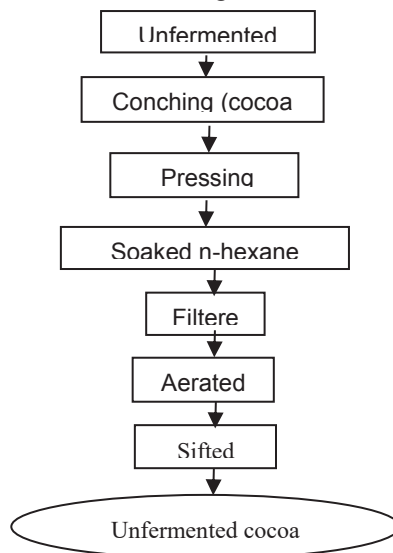 Unfermented
Conching (cocoa
Pressing
Soaked n-hexane
Filtere
Aerated
Sifted
Unfermented cocoa